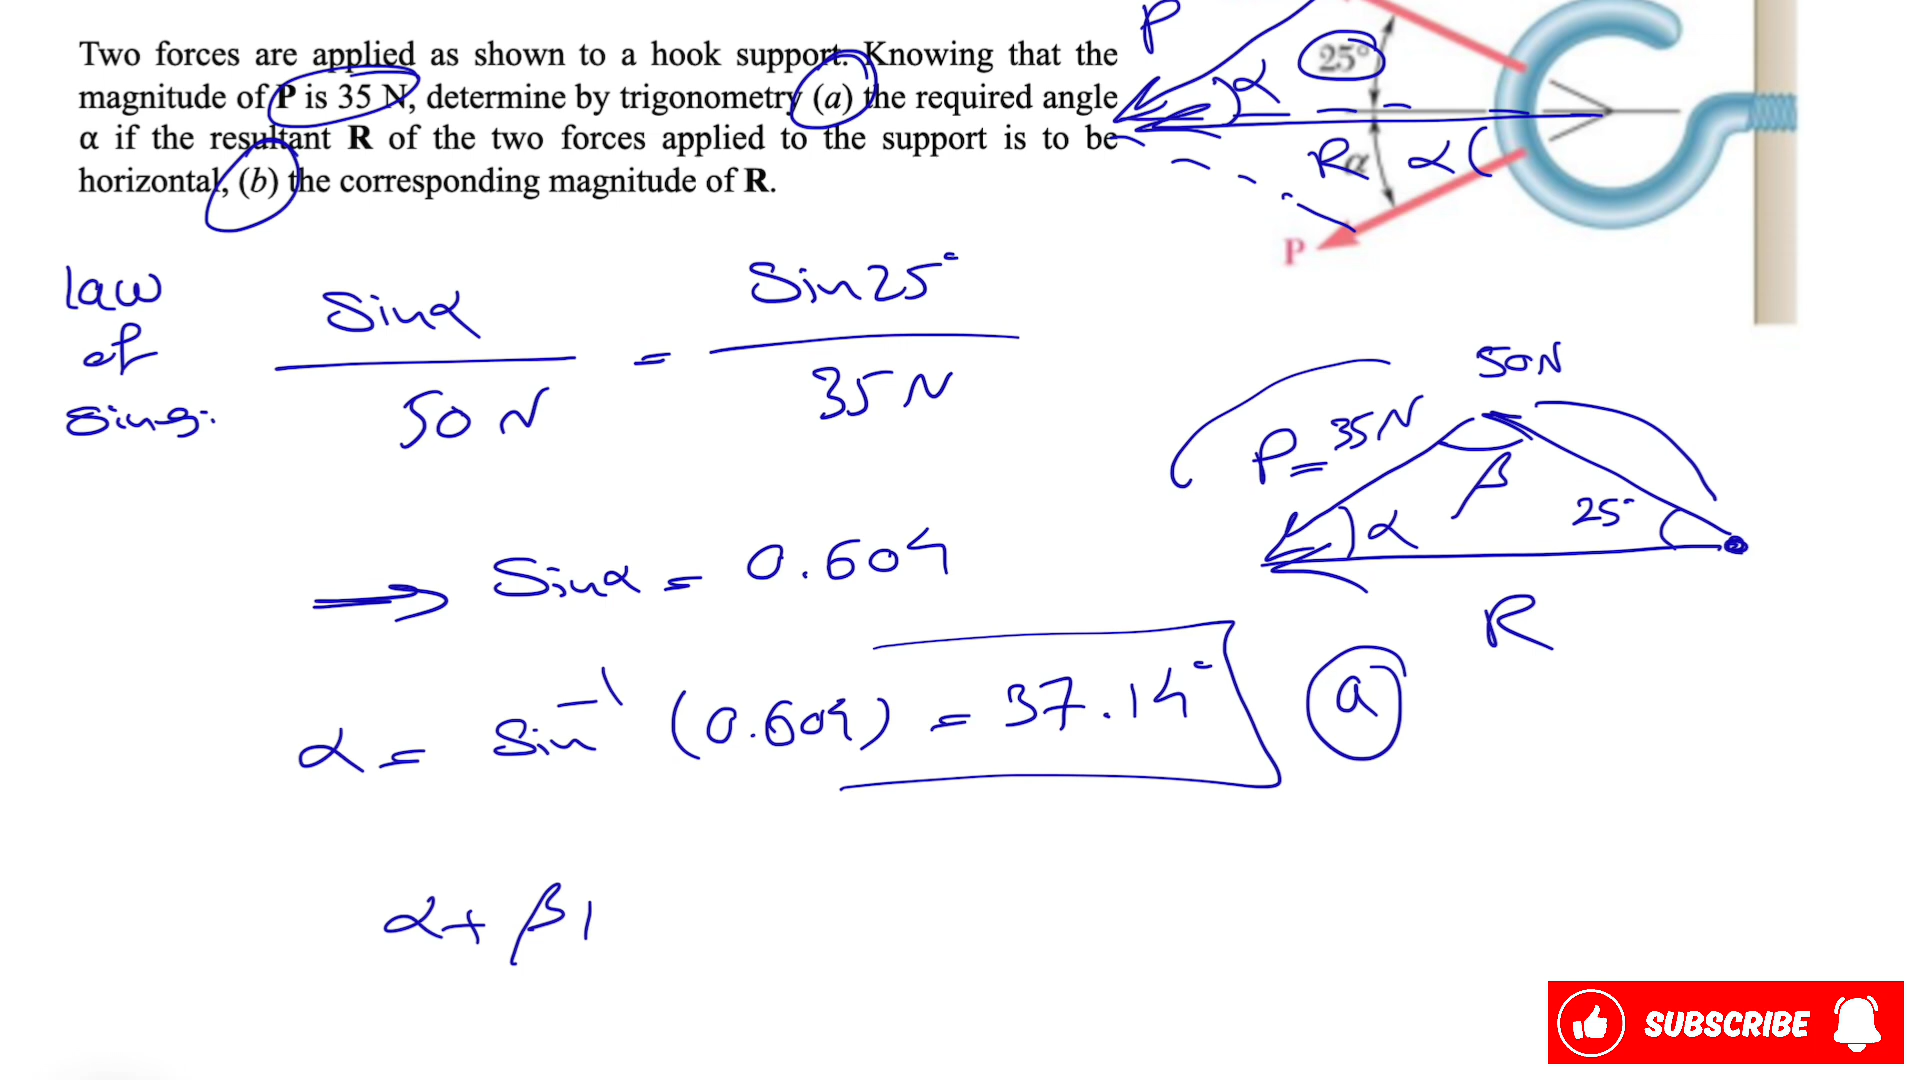 Two forces are applied as shown to a hook support. Knowing that the
magnitude of P is 35 N, determine by trigonometry (a) the required angle
α if the resultant R of the two forces applied to the support is to be
horizontal, (b) the corresponding magnitude of R.
P
25°
α
R
α
α
P
law
of
sines:
Sinα
50 N
=
Sin25°
35 N
50N
P=35N
β
α
25°
R
⇒ Sinα = 0.604
α = Sin⁻¹ (0.604) = 37.14°
a
α+ β
SUBSCRIBE